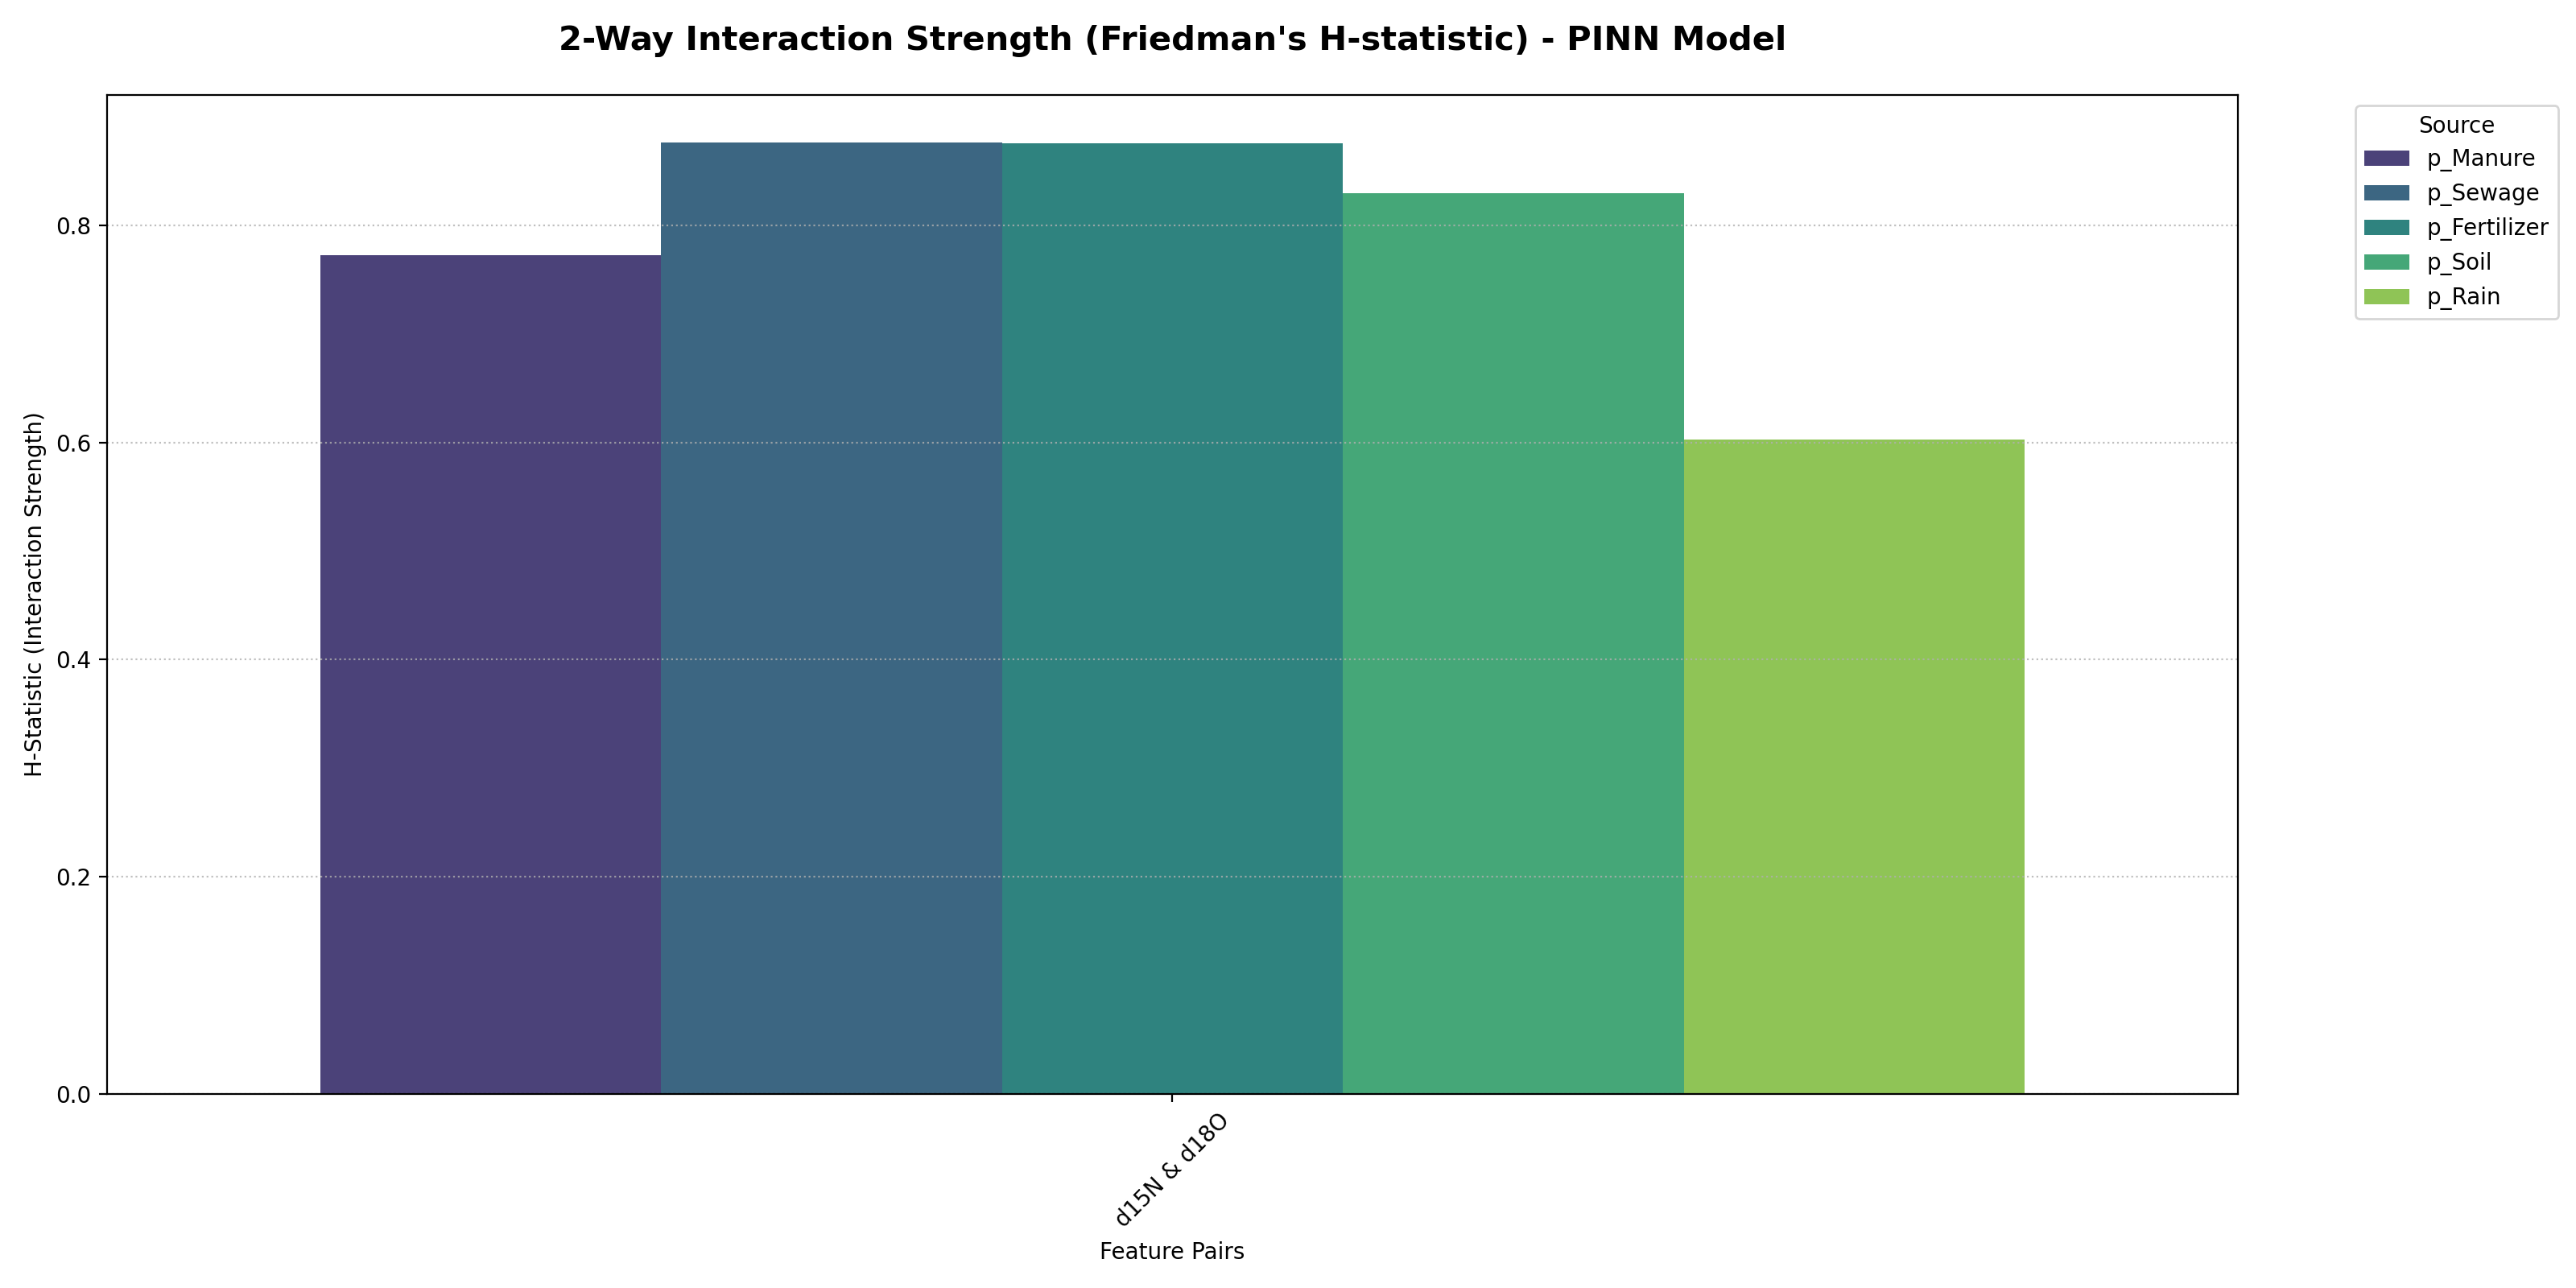 2-Way Interaction Strength (Friedman's H-statistic) - PINN Model
H-Statistic (Interaction Strength)
0.8
0.6
0.4
0.2
0.0
d15N & d18O
Feature Pairs
Source
p_Manure
p_Sewage
p_Fertilizer
p_Soil
p_Rain